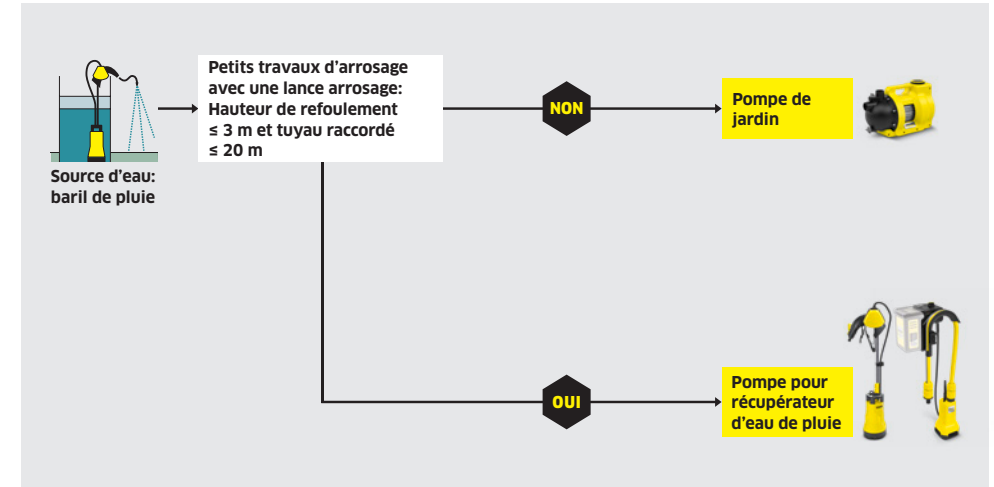 Source d'eau:
baril de pluie
Petits travaux d'arrosage
avec une lance arrosage:
Hauteur de refoulement
≤ 3 m et tuyau raccordé
≤ 20 m
NON
Pompe de
jardin
OUI
Pompe pour
récupérateur
d'eau de pluie